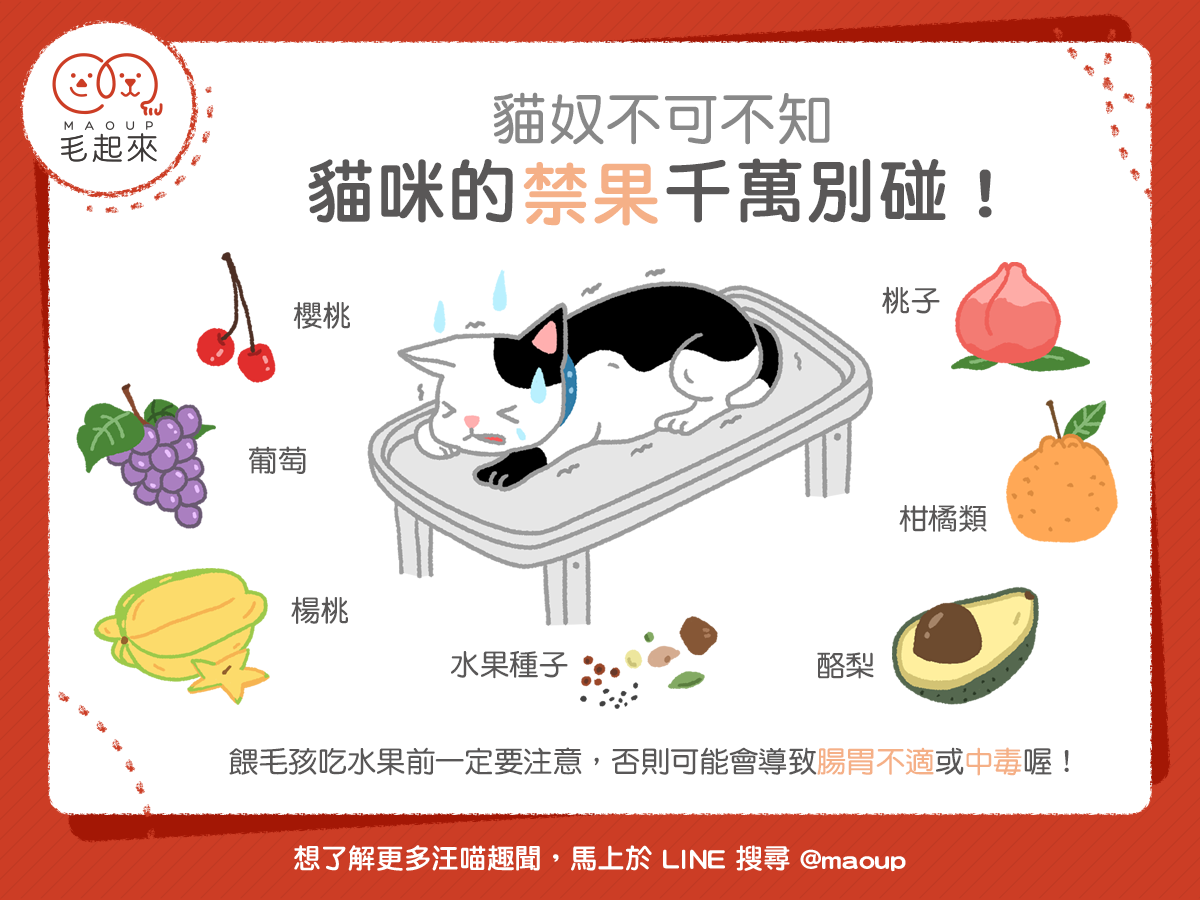 MAOUP
毛起來
貓奴不可不知
貓咪的禁果千萬別碰！
櫻桃
桃子
葡萄
柑橘類
楊桃
水果種子
酪梨
餵毛孩吃水果前一定要注意，否則可能會導致腸胃不適或中毒喔！
想了解更多汪喵趣聞，馬上於 LINE 搜尋 @maoup